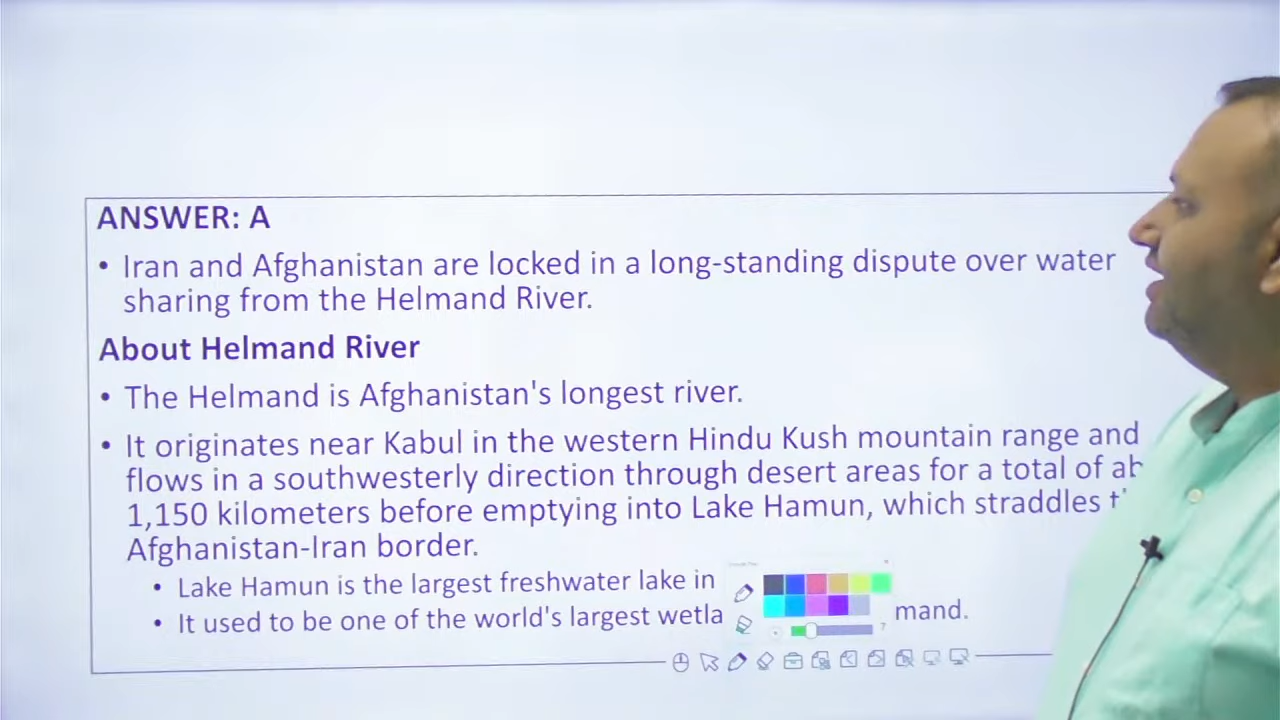 ANSWER: A
• Iran and Afghanistan are locked in a long-standing dispute over water
sharing from the Helmand River.
About Helmand River
• The Helmand is Afghanistan's longest river.
• It originates near Kabul in the western Hindu Kush mountain range and
flows in a southwesterly direction through desert areas for a total of
1,150 kilometers before emptying into Lake Hamun, which straddles
Afghanistan-Iran border.
• Lake Hamun is the largest freshwater lake in
• It used to be one of the world's largest mand.